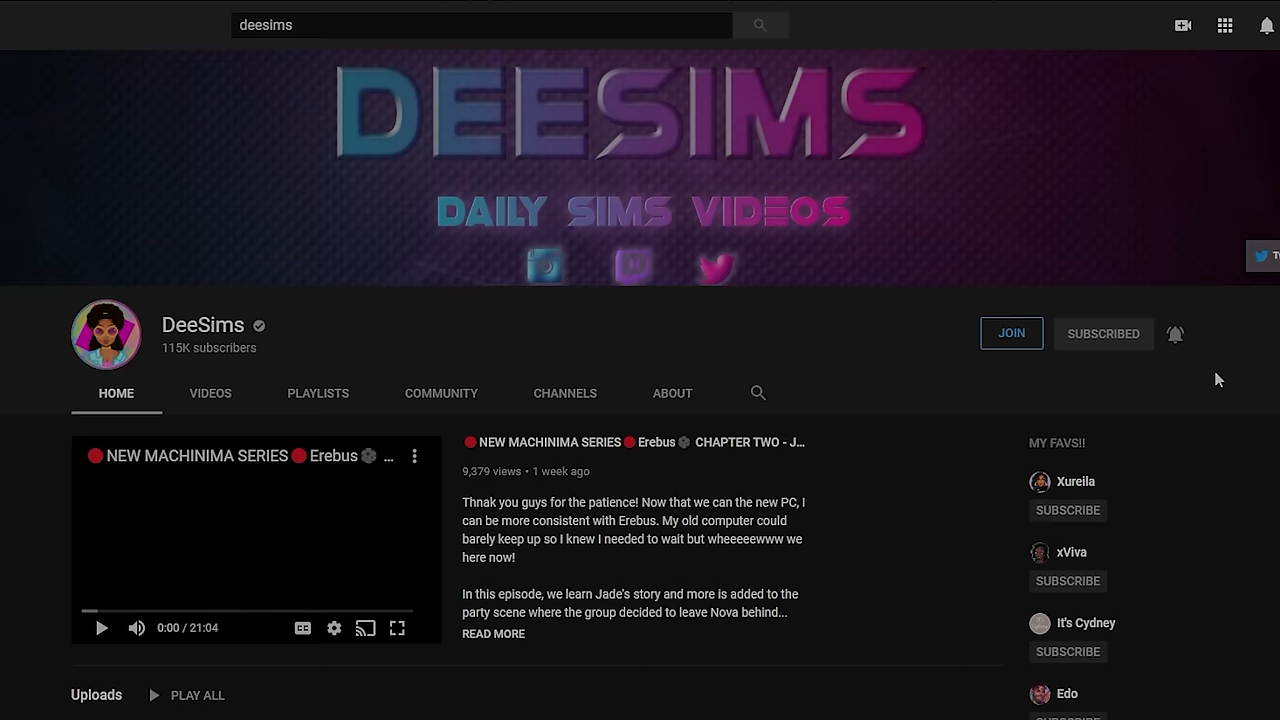 deesims
DEESIMS
DAILY SIMS VIDEOS
DeeSims
115K subscribers
JOIN
SUBSCRIBED
HOME
VIDEOS
PLAYLISTS
COMMUNITY
CHANNELS
ABOUT
NEW MACHINIMA SERIES Erebus ...
0:00 / 21:04
NEW MACHINIMA SERIES Erebus CHAPTER TWO - J...
9,379 views • 1 week ago
Thnak you guys for the patience! Now that we can the new PC, I
can be more consistent with Erebus. My old computer could
barely keep up so I knew I needed to wait but wheeeeewww we
here now!
In this episode, we learn Jade's story and more is added to the
party scene where the group decided to leave Nova behind...
READ MORE
MY FAVS!!
Xureila
SUBSCRIBE
xViva
SUBSCRIBE
It's Cydney
SUBSCRIBE
Edo
Uploads
PLAY ALL